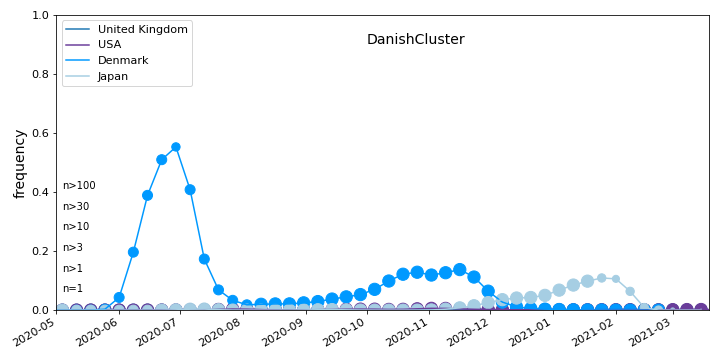 DanishCluster
United Kingdom
USA
Denmark
Japan
frequency
1.0
0.8
0.6
0.4
0.2
0.0
n>100
n>30
n>10
n>3
n>1
n=1
2020-05
2020-06
2020-07
2020-08
2020-09
2020-10
2020-11
2020-12
2021-01
2021-02
2021-03